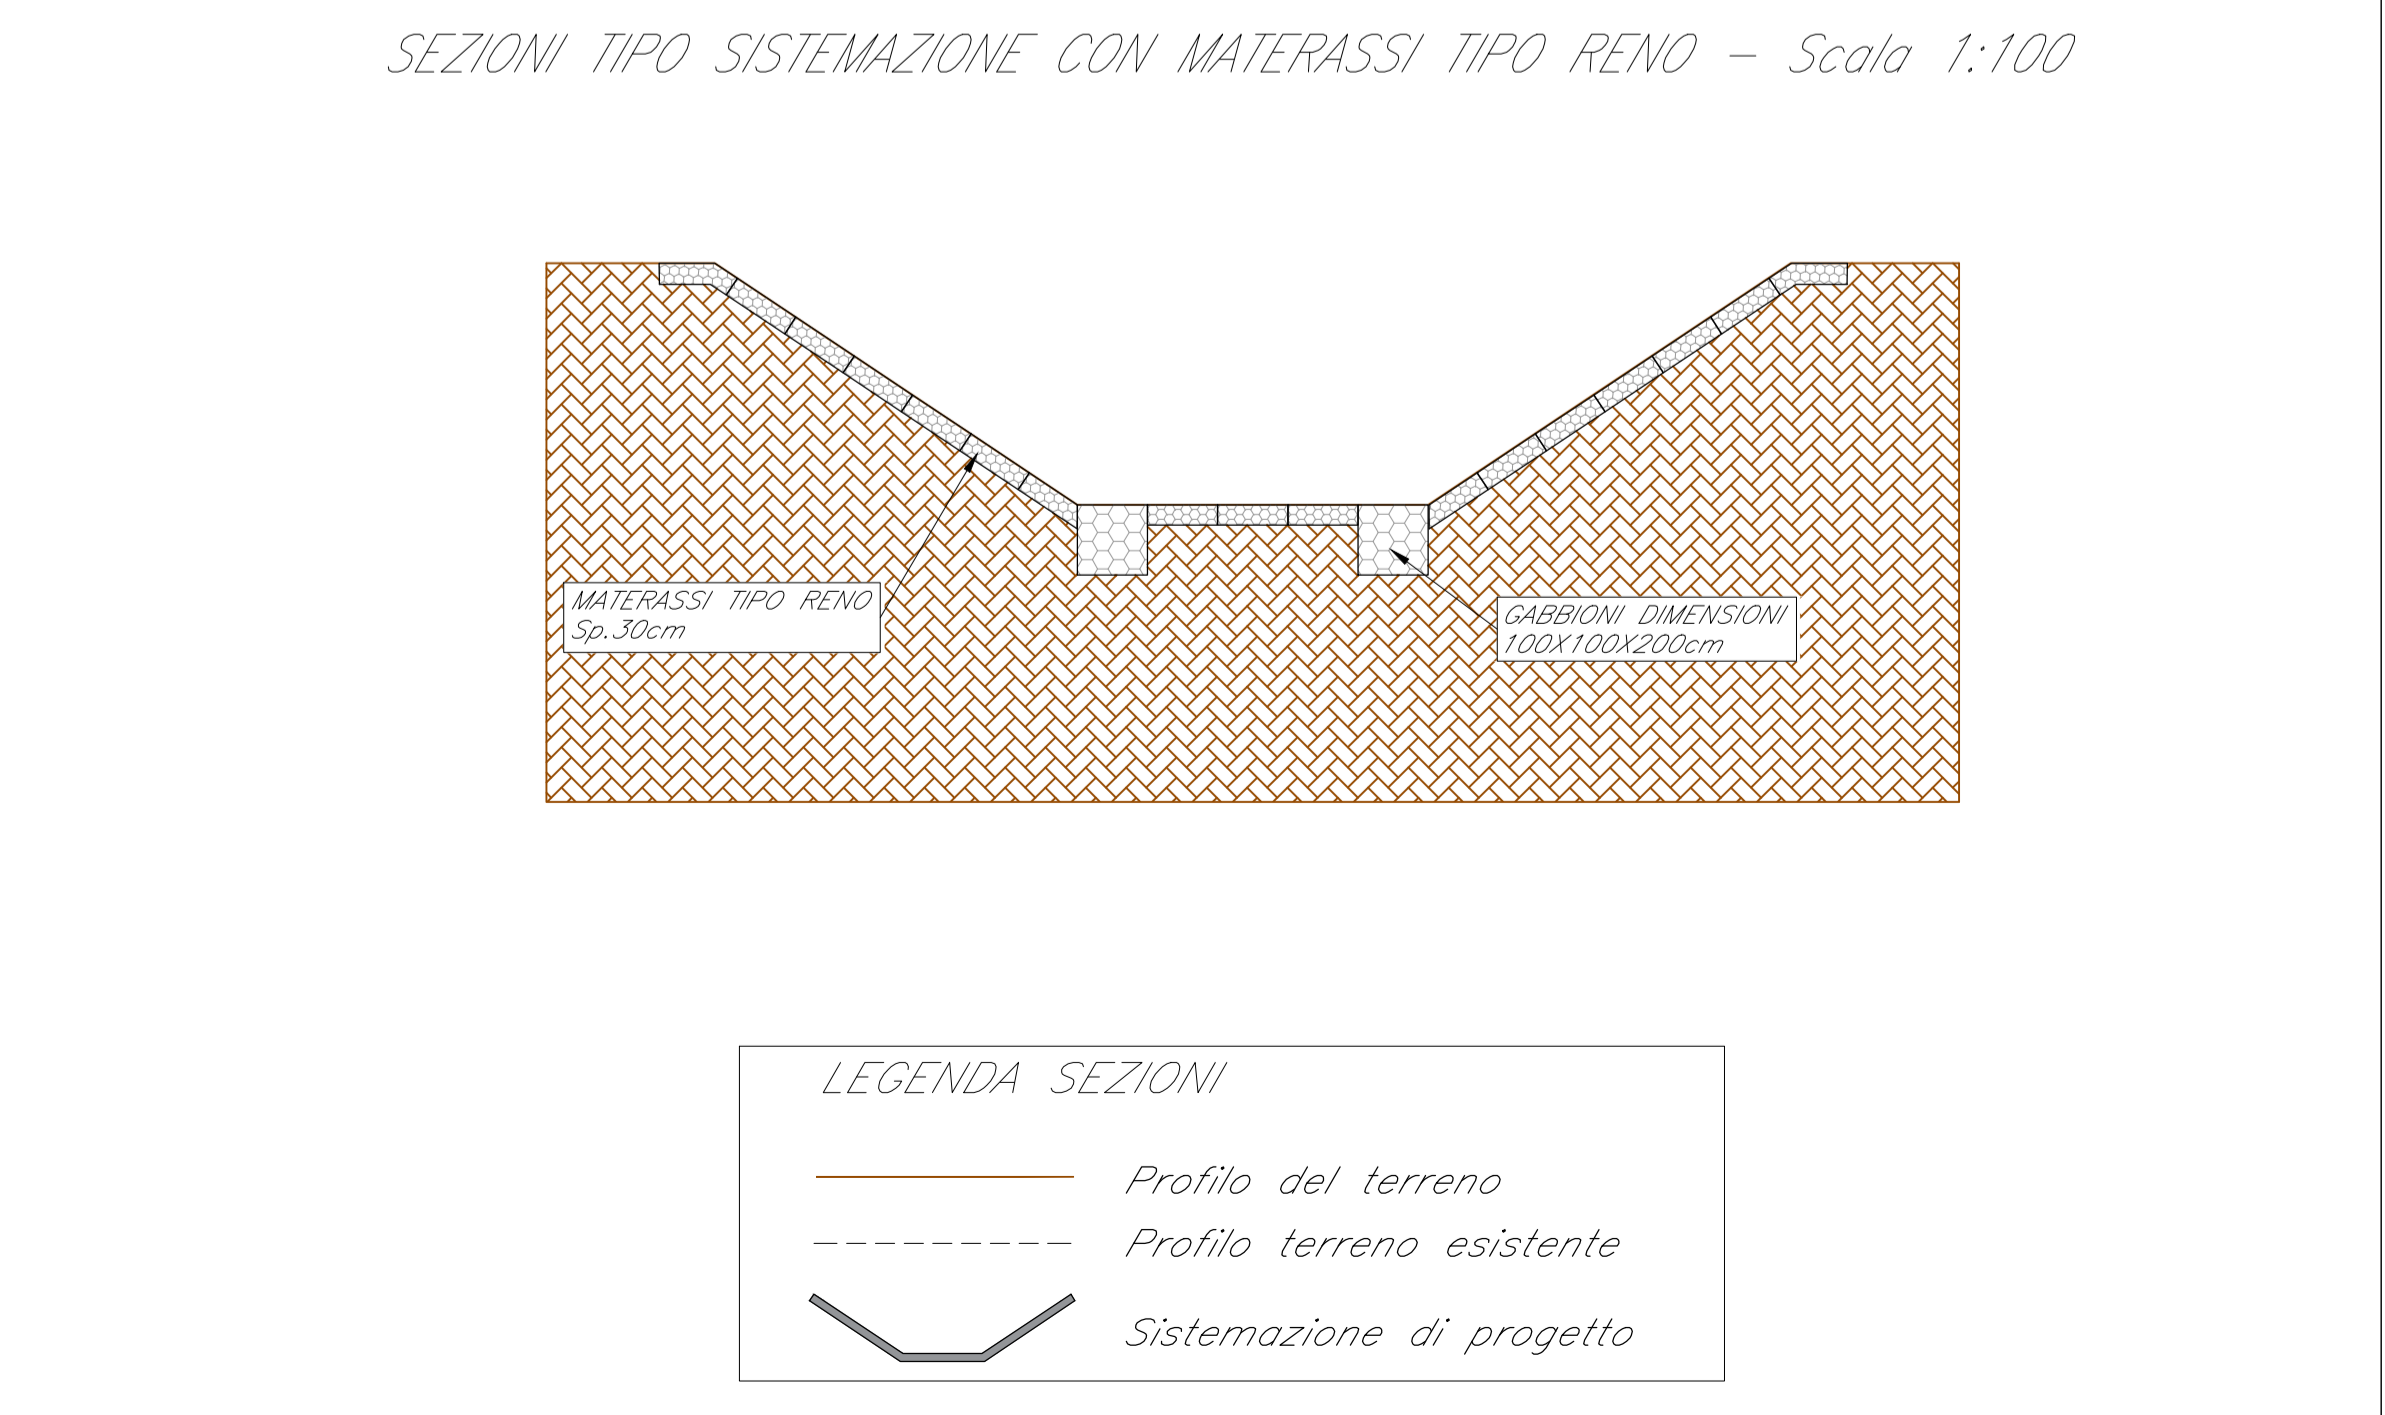 SEZIONI TIPO SISTEMAZIONE CON MATERASSI TIPO RENO – Scala 1:100
MATERASSI TIPO RENO
Sp.30cm
GABBIONI DIMENSIONI
100X100X200cm
LEGENDA SEZIONI
Profilo del terreno
Profilo terreno esistente
Sistemazione di progetto